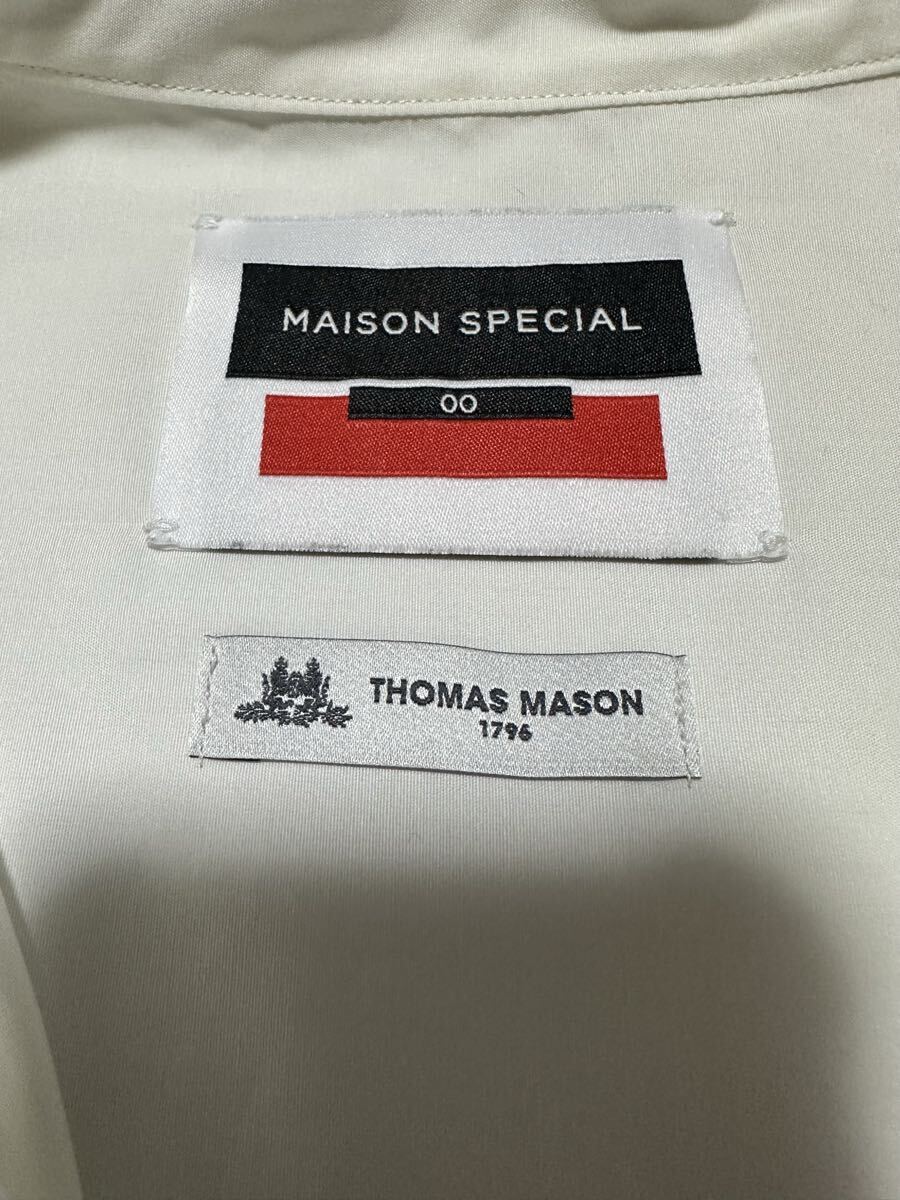 MAISON SPECIAL
00
THOMAS MASON
1796